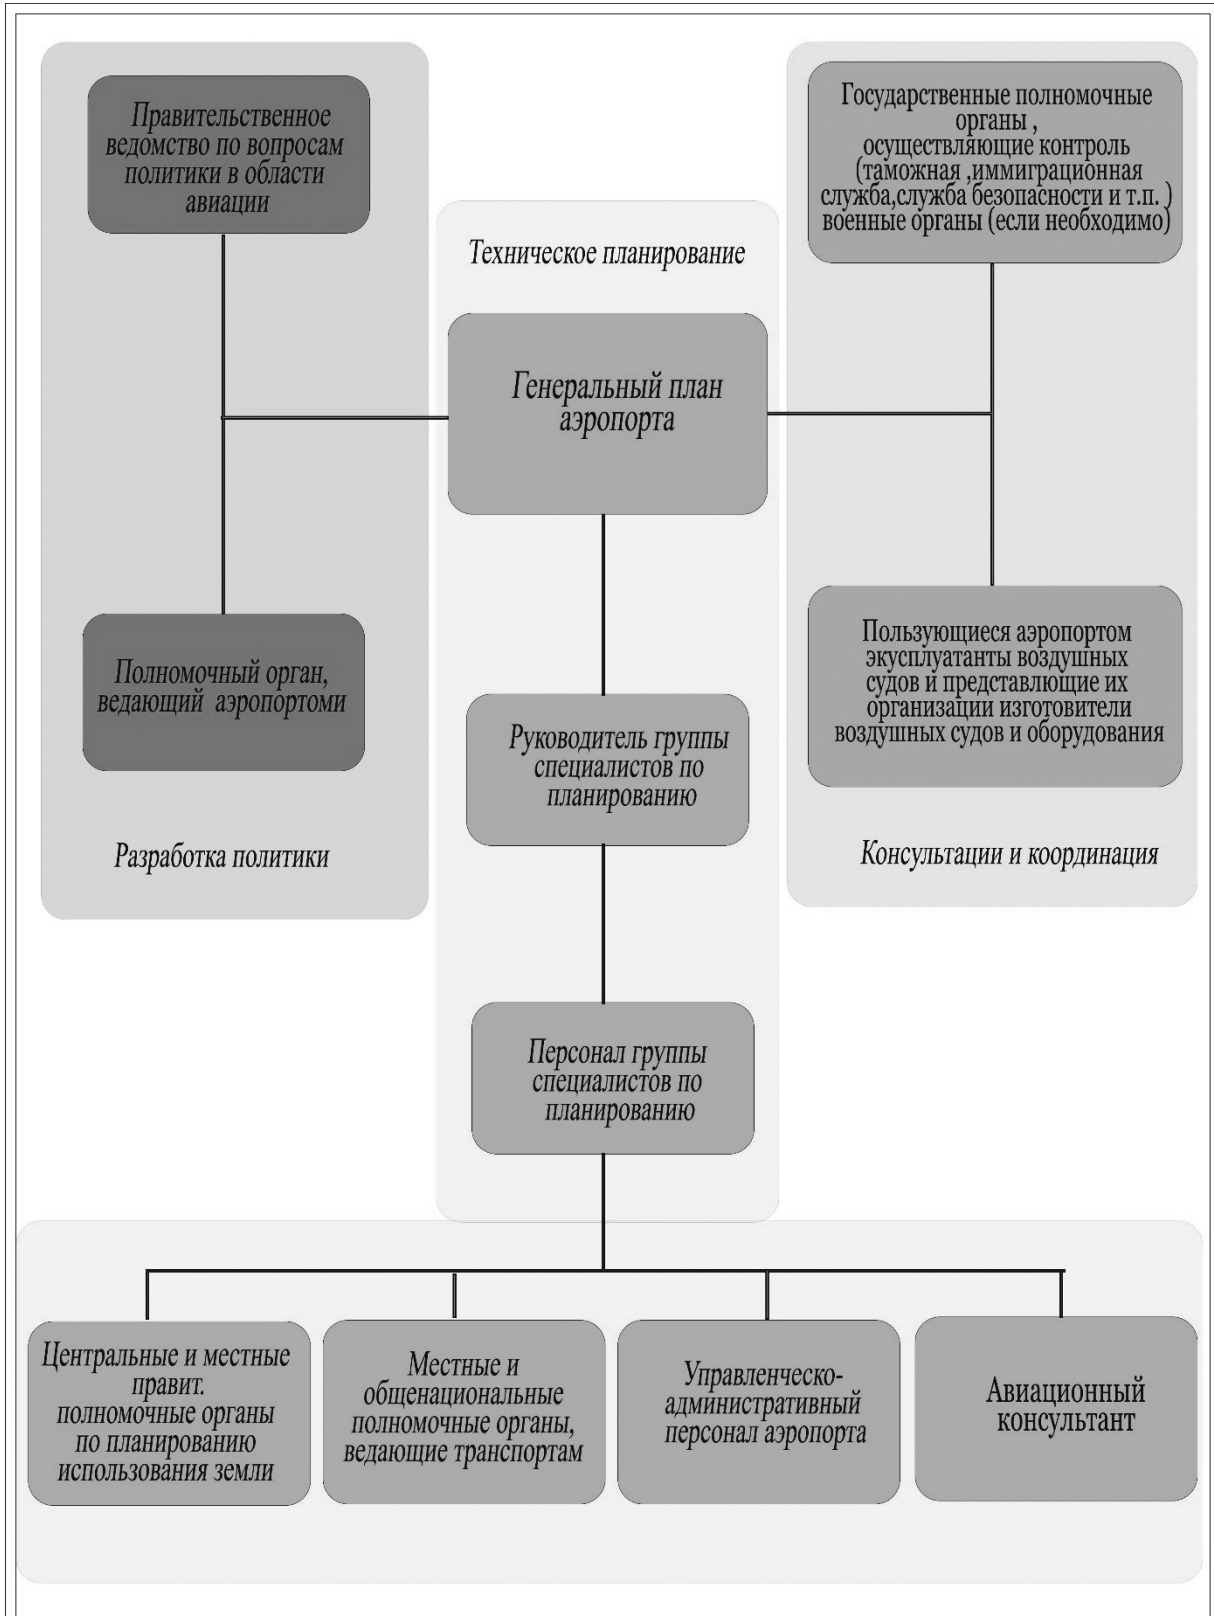 Правительственное
ведомство по вопросам
политики в области
авиации
Полномочный орган,
ведающий аэропортоми
Разработка политики
Техническое планирование
Генеральный план
аэропорта
Руководитель группы
специалистов по
планированию
Персонал группы
специалистов по
планированию
Государственные полномочные
органы ,
осуществляющие контроль
(таможная ,иммиграционная
служба,служба безопасности и т.п. )
военные органы (если необходимо)
Пользующиеся аэропортом
экусплуатанты воздушных
судов и представлющие их
организации изготовители
воздушных судов и оборудования
Консультации и координация
Центральные и местные
правит.
полномочные органы
по планированию
использования земли
Местные и
общенациональные
полномочные органы,
ведающие транспортам
Управленческо-
административный
персонал аэропорта
Авиационный
консультант